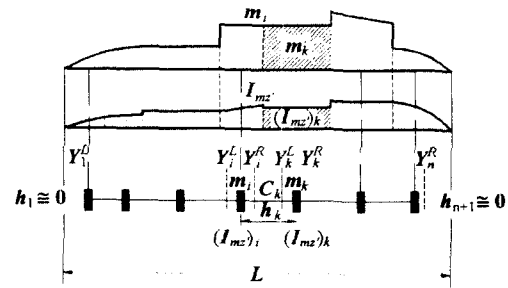 m_i
m_k
I_mz'
(I_mz')_k
Y_1^L Y_i^L Y_i^R Y_k^L Y_k^R Y_n^R
m_i C_k m_k
h_1 ≅ 0 h_k h_{n+1} ≅ 0
(I_mz')_i (I_mz')_k
L